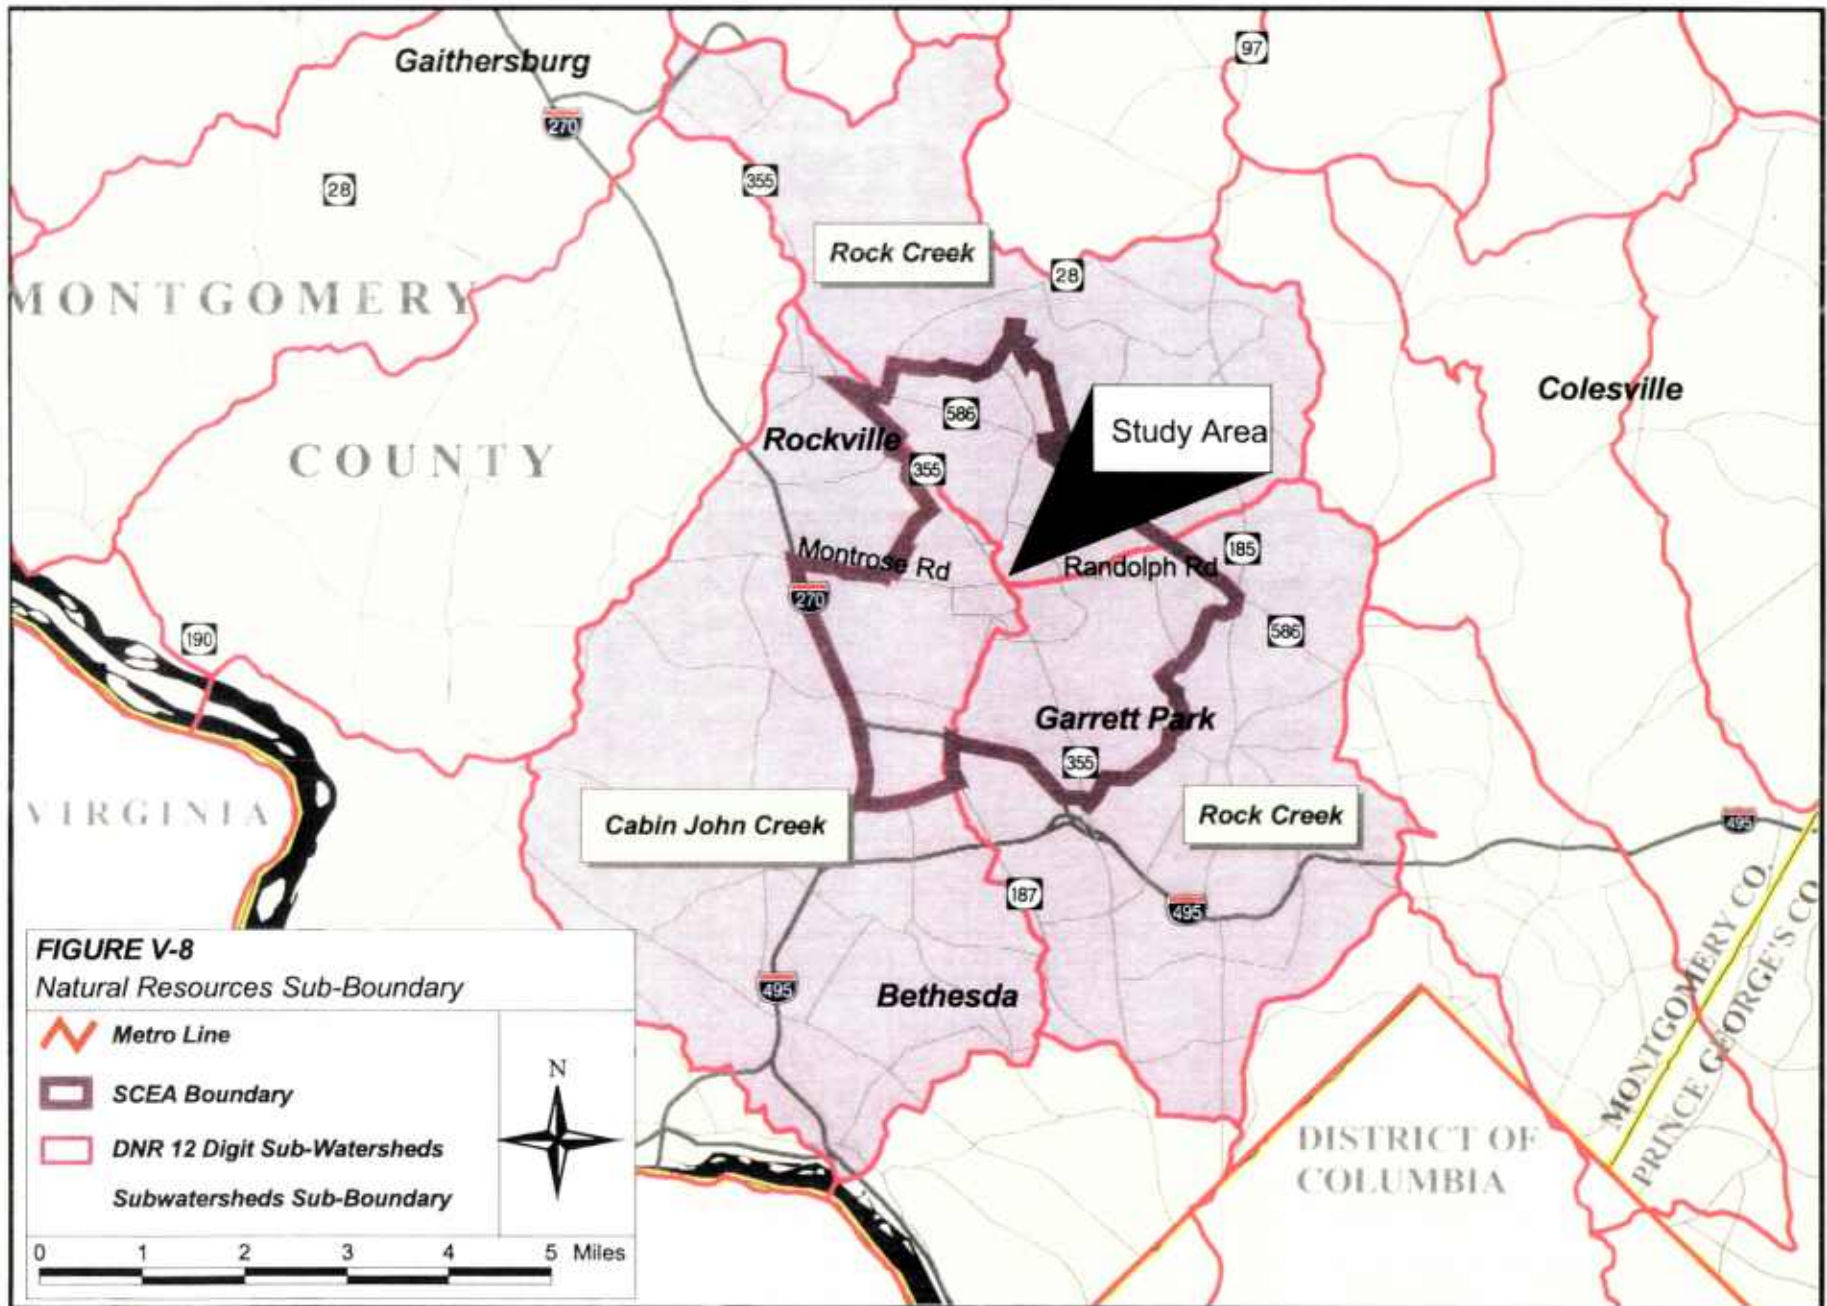 Gaithersburg
97
270
28
355
Rock Creek
28
MONTGOMERY
COUNTY
Colesville
586
Study Area
Rockville
355
Montrose Rd
Randolph Rd
185
270
190
586
Garrett Park
355
VIRGINIA
Cabin John Creek
Rock Creek
495
187
495
MONTGOMERY CO.
PRINCE GEORGE'S CO
495
Bethesda
DISTRICT OF
COLUMBIA
FIGURE V-8
Natural Resources Sub-Boundary
Metro Line
SCEA Boundary
DNR 12 Digit Sub-Watersheds
Subwatersheds Sub-Boundary
N
0 1 2 3 4 5 Miles